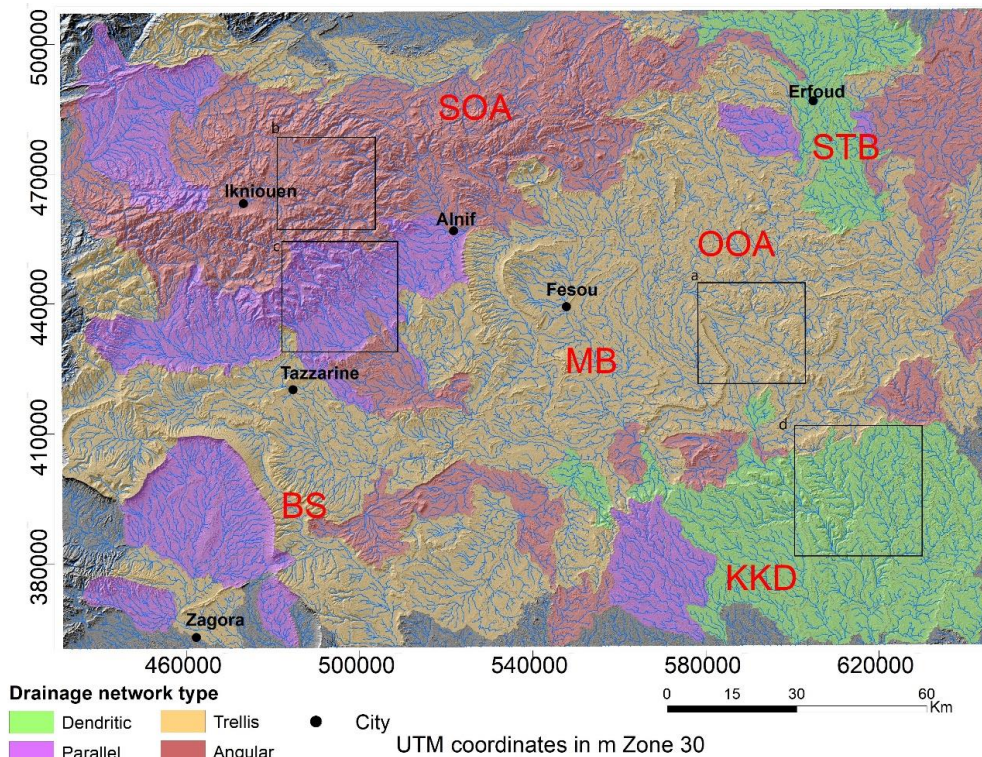 500000
470000
440000
410000
380000
SOA
Erfoud
STB
b
Ikniouen
Alnif
c
OOA
a
Fesou
MB
Tazzarine
d
BS
KKD
Zagora
460000 500000 540000 580000 620000
Drainage network type
Dendritic Trellis City
Parallel Angular
0 15 30 60
Km
UTM coordinates in m Zone 30